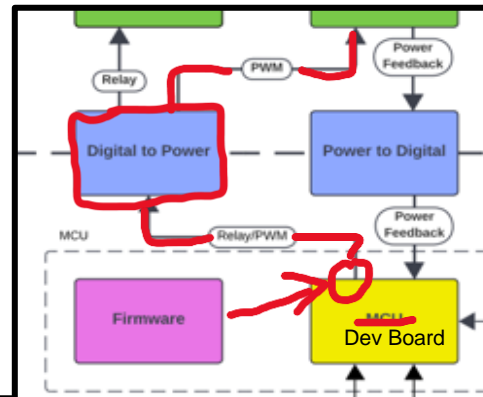 Relay
PWM
Power
Feedback
Digital to Power
Power to Digital
Relay/PWM
Power
Feedback
MCU
Firmware
MCU
Dev Board